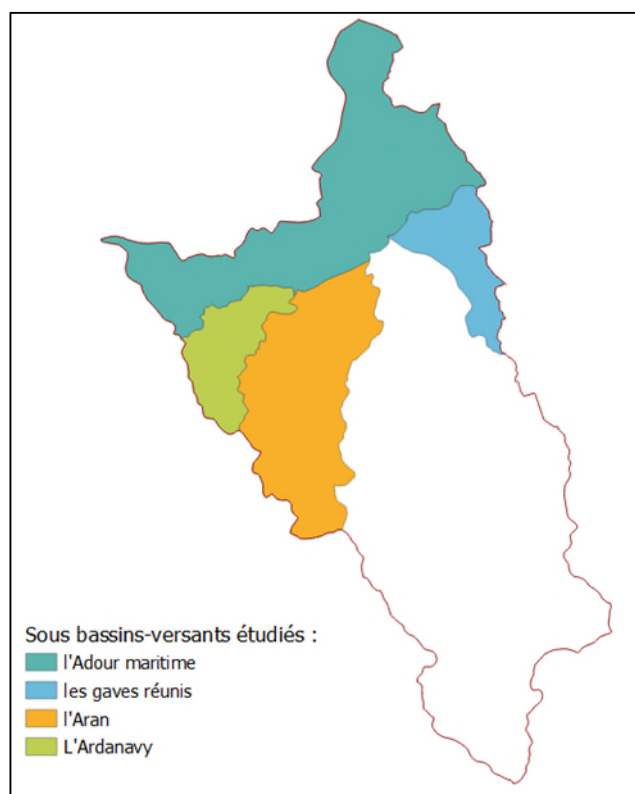 Sous bassins-versants étudiés :
l'Adour maritime
les gaves réunis
l'Aran
L'Ardanavy